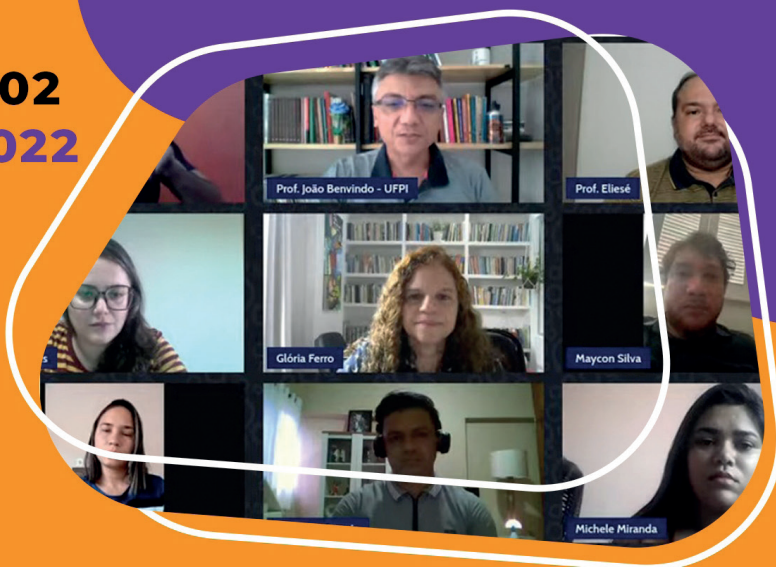 02
022
Prof. João Benvindo - UFPI
Prof. Eliesé
s
Glória Ferro
Maycon Silva
Michele Miranda